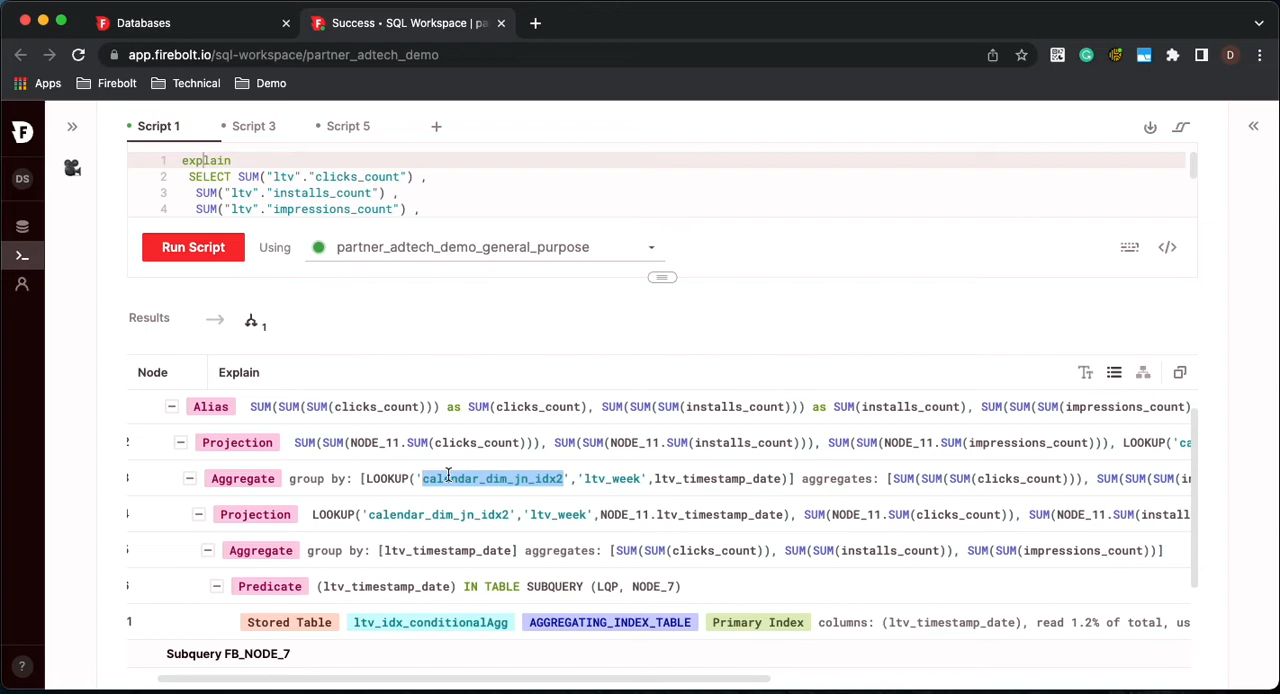 Databases
Success • SQL Workspace | pa
app.firebolt.io/sql-workspace/partner_adtech_demo
D
Apps
Firebolt
Technical
Demo
DS
Script 1
Script 3
Script 5
1 explain
2 SELECT SUM("ltv"."clicks_count") ,
3 SUM("ltv"."installs_count") ,
4 SUM("ltv"."impressions_count") ,
Run Script
Using
partner_adtech_demo_general_purpose
Results
1
Node
Explain
Alias SUM(SUM(SUM(clicks_count))) as SUM(clicks_count), SUM(SUM(SUM(installs_count))) as SUM(installs_count), SUM(SUM(SUM(impressions_count)
2 Projection SUM(SUM(NODE_11.SUM(clicks_count))), SUM(SUM(NODE_11.SUM(installs_count))), SUM(SUM(NODE_11.SUM(impressions_count))), LOOKUP('ca
3 Aggregate group by: [LOOKUP('calendar_dim_jn_idx2','ltv_week',ltv_timestamp_date)] aggregates: [SUM(SUM(SUM(clicks_count))), SUM(SUM(SUM(in
4 Projection LOOKUP('calendar_dim_jn_idx2','ltv_week',NODE_11.ltv_timestamp_date), SUM(NODE_11.SUM(clicks_count)), SUM(NODE_11.SUM(install
5 Aggregate group by: [ltv_timestamp_date] aggregates: [SUM(SUM(clicks_count)), SUM(SUM(installs_count)), SUM(SUM(impressions_count))]
6 Predicate (ltv_timestamp_date) IN TABLE SUBQUERY (LQP, NODE_7)
1 Stored Table ltv_idx_conditionalAgg AGGREGATING_INDEX_TABLE Primary Index columns: (ltv_timestamp_date), read 1.2% of total, us
Subquery FB_NODE_7
?